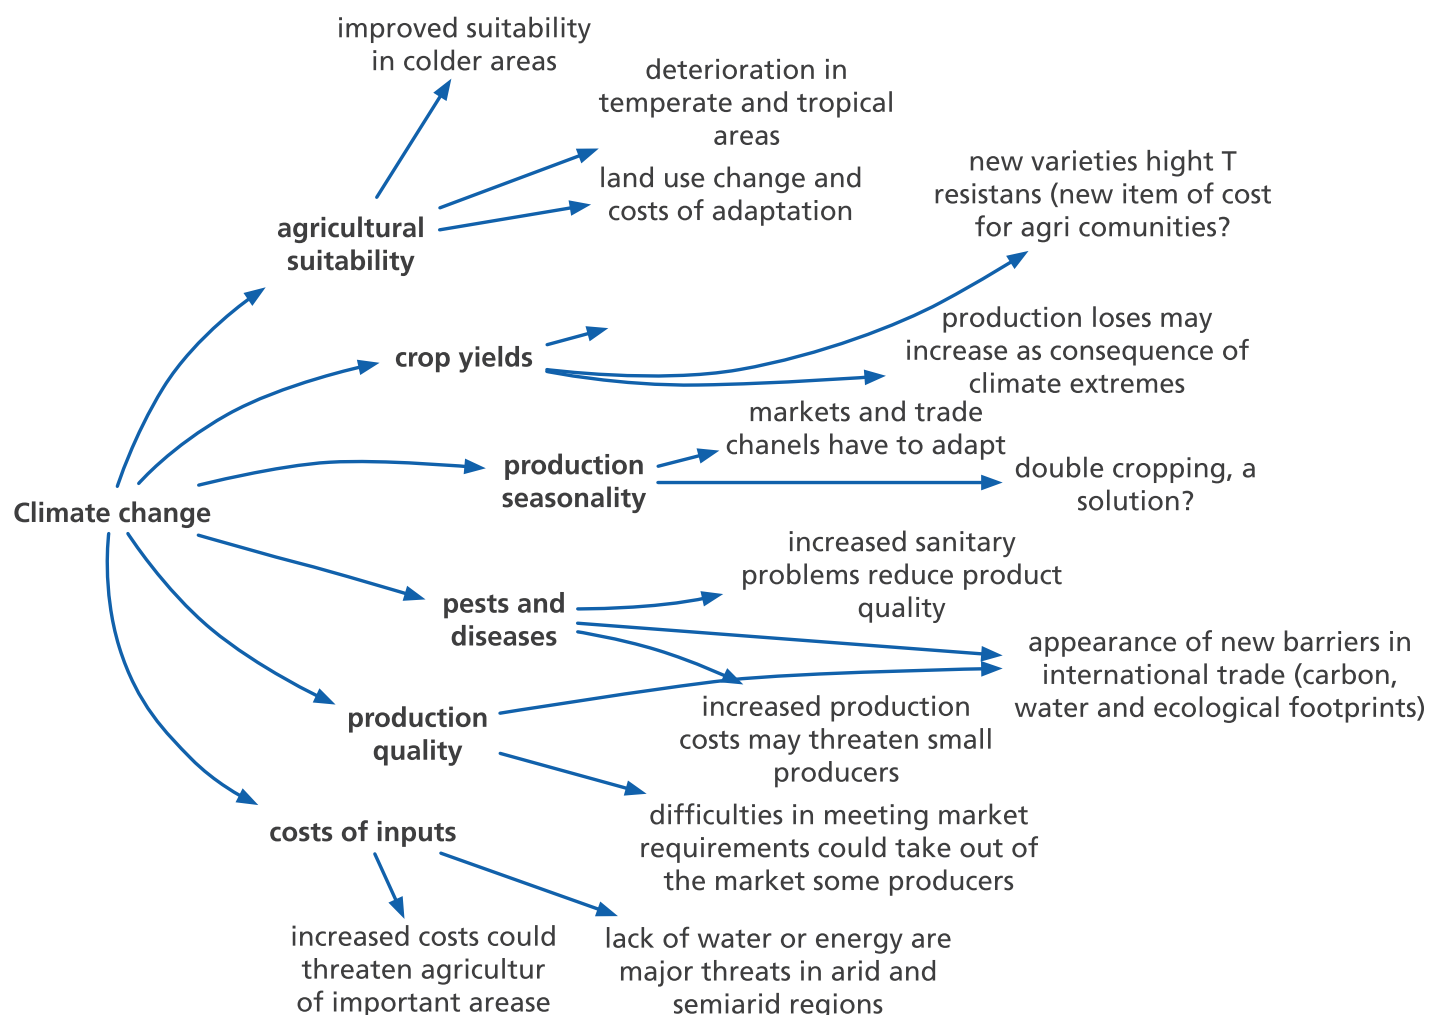 improved suitability
in colder areas
deterioration in
temperate and tropical
areas
land use change and
costs of adaptation
new varieties hight T
resistans (new item of cost
for agri comunities?
agricultural
suitability
production loses may
increase as consequence of
climate extremes
crop yields
markets and trade
chanels have to adapt
production
seasonality
double cropping, a
solution?
Climate change
increased sanitary
problems reduce product
quality
pests and
diseases
appearance of new barriers in
international trade (carbon,
water and ecological footprints)
production
quality
increased production
costs may threaten small
producers
difficulties in meeting market
requirements could take out of
the market some producers
costs of inputs
increased costs could
threaten agricultur
of important arease
lack of water or energy are
major threats in arid and
semiarid regions